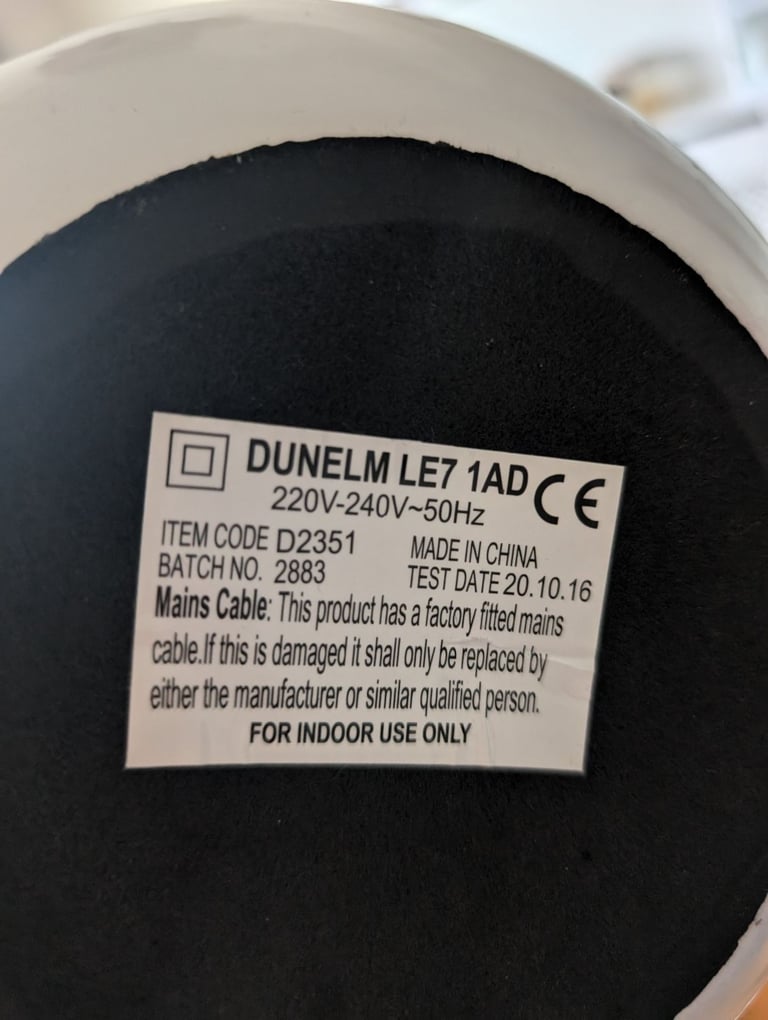 DUNELM LE7 1AD CE
220V-240V~50Hz
ITEM CODE D2351 MADE IN CHINA
BATCH NO. 2883 TEST DATE 20.10.16
Mains Cable: This product has a factory fitted mains
cable.If this is damaged it shall only be replaced by
either the manufacturer or similar qualified person.
FOR INDOOR USE ONLY